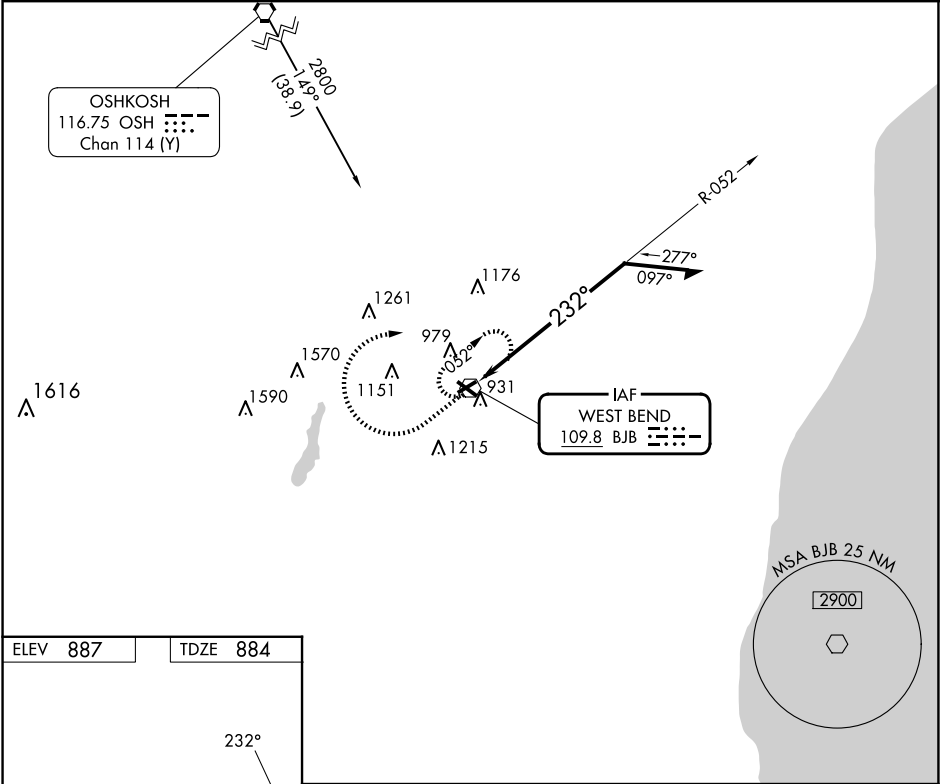 OSHKOSH
116.75 OSH
Chan 114 (Y)
2800
149°
(38.9)
R-052
277°
097°
232°
1176
1261
979
052°
1570
1151
931
1616
1590
1215
IAF
WEST BEND
109.8 BJB
MSA BJB 25 NM
2900
ELEV 887
TDZE 884
232°